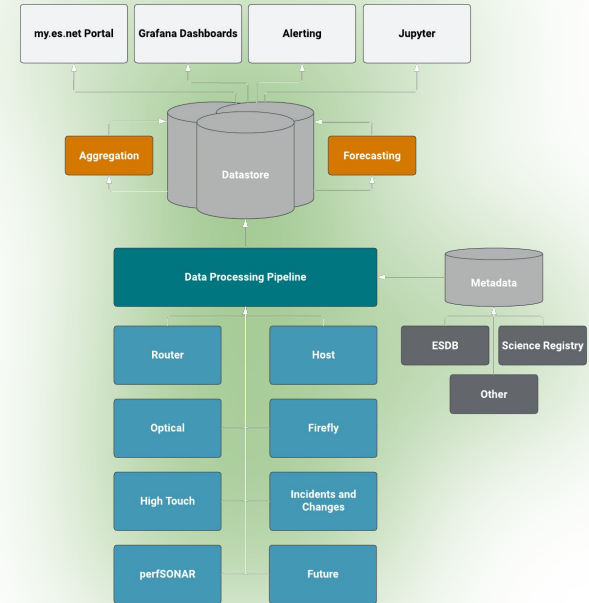 my.es.net Portal
Grafana Dashboards
Alerting
Jupyter
Aggregation
Datastore
Forecasting
Data Processing Pipeline
Metadata
Router
Host
ESDB
Science Registry
Other
Optical
Firefly
High Touch
Incidents and
Changes
perfSONAR
Future